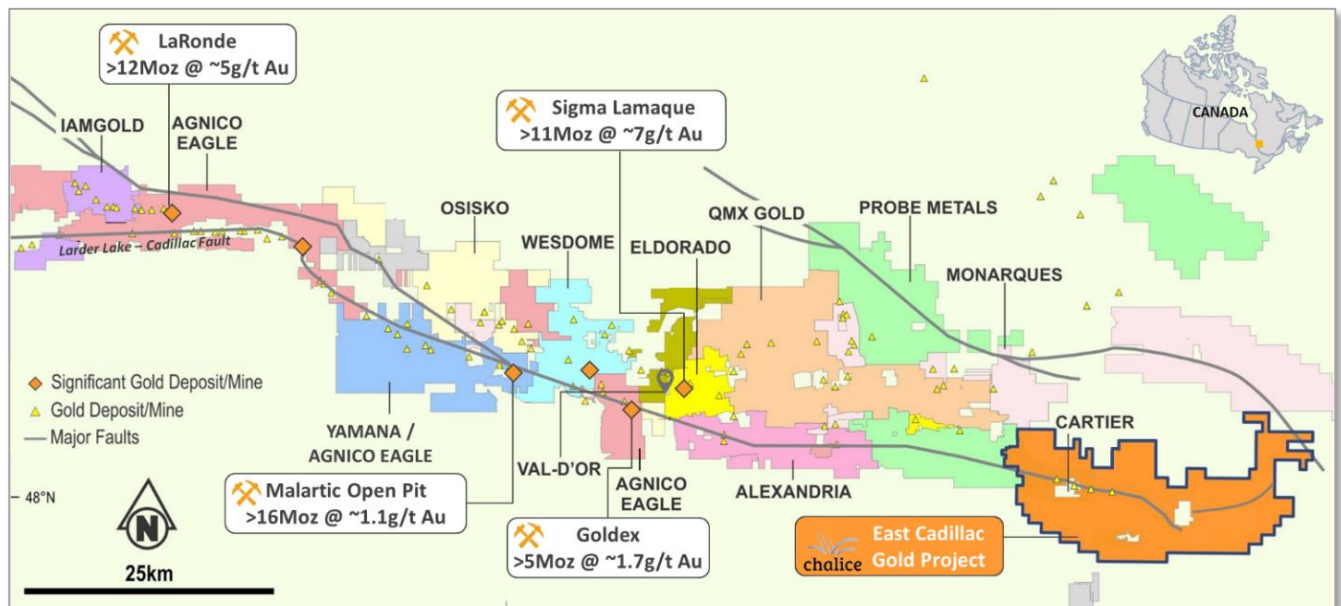 LaRonde
>12Moz @ ~5g/t Au
Sigma Lamaque
>11Moz @ ~7g/t Au
CANADA
IAMGOLD
AGNICO
EAGLE
OSISKO
WESDOME
ELDORADO
QMX GOLD
PROBE METALS
MONARQUES
Larder Lake – Cadillac Fault
Significant Gold Deposit/Mine
Gold Deposit/Mine
Major Faults
YAMANA /
AGNICO EAGLE
VAL-D'OR
AGNICO
EAGLE
ALEXANDRIA
CARTIER
48°N
N
25km
Malartic Open Pit
>16Moz @ ~1.1g/t Au
Goldex
>5Moz @ ~1.7g/t Au
chalice
East Cadillac
Gold Project